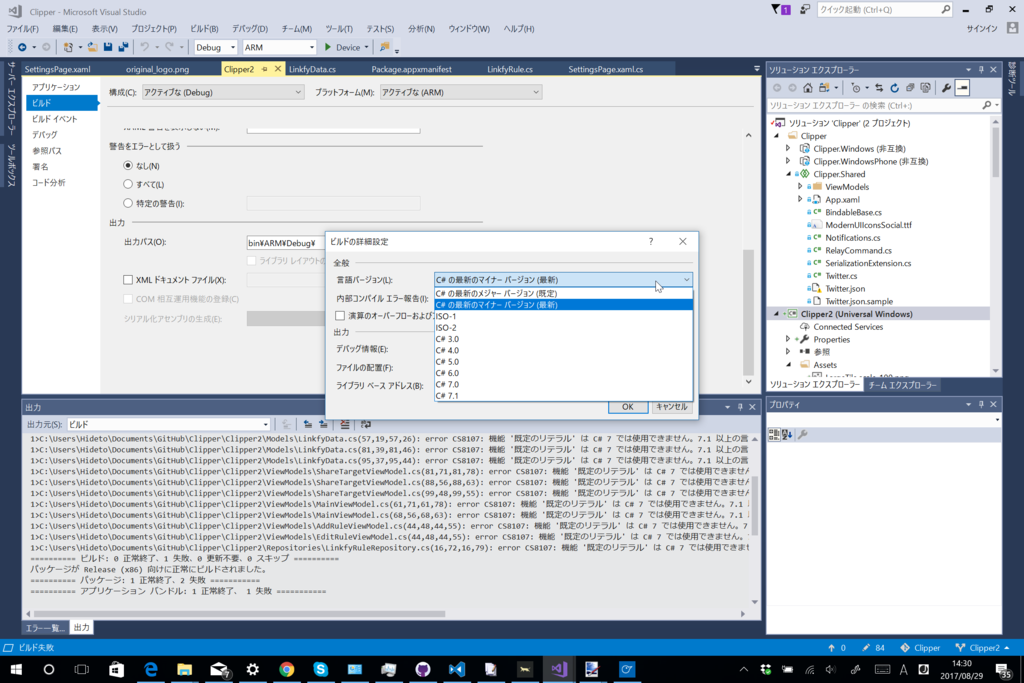 Clipper - Microsoft Visual Studio
1
クイック起動 (Ctrl+Q)
ファイル(F) 編集(E) 表示(V) プロジェクト(P) ビルド(B) デバッグ(D) チーム(M) ツール(T) テスト(S) 分析(N) ウィンドウ(W) ヘルプ(H)
サインイン
Debug ARM Device
サーバー エクスプローラー
ツールボックス
SettingsPage.xaml original_logo.png Clipper2 LinkfyData.cs Package.appxmanifest LinkfyRule.cs SettingsPage.xaml.cs
アプリケーション
ビルド
ビルド イベント
デバッグ
参照パス
署名
コード分析
構成(C): アクティブな (Debug) プラットフォーム(M): アクティブな (ARM)
警告をエラーとして扱う
なし(N)
すべて(L)
特定の警告(I):
出力
出力パス(O): bin¥ARM¥Debug¥
ライブラリ レイアウトの
XML ドキュメント ファイル(X):
COM 相互運用機能の登録(C)
シリアル化アセンブリの生成(E):
ビルドの詳細設定
全般
言語バージョン(L): C# の最新のマイナー バージョン (最新)
内部コンパイル エラー報告(I):
演算のオーバーフローおよび
出力
デバッグ情報(E):
ファイルの配置(F):
ライブラリ ベース アドレス(B):
C# の最新のメジャー バージョン (既定)
C# の最新のマイナー バージョン (最新)
ISO-1
ISO-2
C# 3.0
C# 4.0
C# 5.0
C# 6.0
C# 7.0
C# 7.1
OK キャンセル
ソリューション エクスプローラー
ソリューション エクスプローラー の検索 (Ctrl+:)
ソリューション 'Clipper' (2 プロジェクト)
Clipper
Clipper.Windows (非互換)
Clipper.WindowsPhone (非互換)
Clipper.Shared
ViewModels
App.xaml
BindableBase.cs
ModernUIIconsSocial.ttf
Notifications.cs
RelayCommand.cs
SerializationExtension.cs
Twitter.cs
Twitter.json
Twitter.json.sample
Clipper2 (Universal Windows)
Connected Services
Properties
参照
Assets
ソリューション エクスプローラー チーム エクスプローラー
診断ツール
プロパティ
出力
出力元(S): ビルド
1>C:\Users\Hideto\Documents\GitHub\Clipper\Clipper2\Models\LinkfyData.cs(57,19,57,26): error CS8107: 機能 '既定のリテラル' は C# 7 では使用できません。7.1 以上の言
1>C:\Users\Hideto\Documents\GitHub\Clipper\Clipper2\Models\LinkfyData.cs(81,39,81,46): error CS8107: 機能 '既定のリテラル' は C# 7 では使用できません。7.1 以上の言
1>C:\Users\Hideto\Documents\GitHub\Clipper\Clipper2\Models\LinkfyData.cs(95,37,95,44): error CS8107: 機能 '既定のリテラル' は C# 7 では使用できません。7.1 以上の言
1>C:\Users\Hideto\Documents\GitHub\Clipper\Clipper2\ViewModels\ShareTargetViewModel.cs(81,71,81,78): error CS8107: 機能 '既定のリテラル' は C# 7 では使用できません
1>C:\Users\Hideto\Documents\GitHub\Clipper\Clipper2\ViewModels\ShareTargetViewModel.cs(88,56,88,63): error CS8107: 機能 '既定のリテラル' は C# 7 では使用できません
1>C:\Users\Hideto\Documents\GitHub\Clipper\Clipper2\ViewModels\ShareTargetViewModel.cs(99,48,99,55): error CS8107: 機能 '既定のリテラル' は C# 7 では使用できません
1>C:\Users\Hideto\Documents\GitHub\Clipper\Clipper2\ViewModels\MainViewModel.cs(61,71,61,78): error CS8107: 機能 '既定のリテラル' は C# 7 では使用できません。7.1
1>C:\Users\Hideto\Documents\GitHub\Clipper\Clipper2\ViewModels\MainViewModel.cs(68,56,68,63): error CS8107: 機能 '既定のリテラル' は C# 7 では使用できません。7.1
1>C:\Users\Hideto\Documents\GitHub\Clipper\Clipper2\ViewModels\AddRuleViewModel.cs(44,48,44,55): error CS8107: 機能 '既定のリテラル' は C# 7 では使用できません。7
1>C:\Users\Hideto\Documents\GitHub\Clipper\Clipper2\ViewModels\EditRuleViewModel.cs(44,48,44,55): error CS8107: 機能 '既定のリテラル' は C# 7 では使用できません。
1>C:\Users\Hideto\Documents\GitHub\Clipper\Clipper2\Repositories\LinkfyRuleRepository.cs(16,72,16,79): error CS8107: 機能 '既定のリテラル' は C# 7 では使用できませ
========== ビルド: 0 正常終了、1 失敗、0 更新不要、0 スキップ ==========
パッケージが Release (x86) 向けに正常にビルドされました。
========== パッケージ: 1 正常終了、2 失敗 ===========
========== アプリケーション バンドル: 1 正常終了、 1 失敗 ===========
エラー一覧... 出力
ビルド失敗 0 84 Clipper Clipper2
14:30
2017/08/29
35